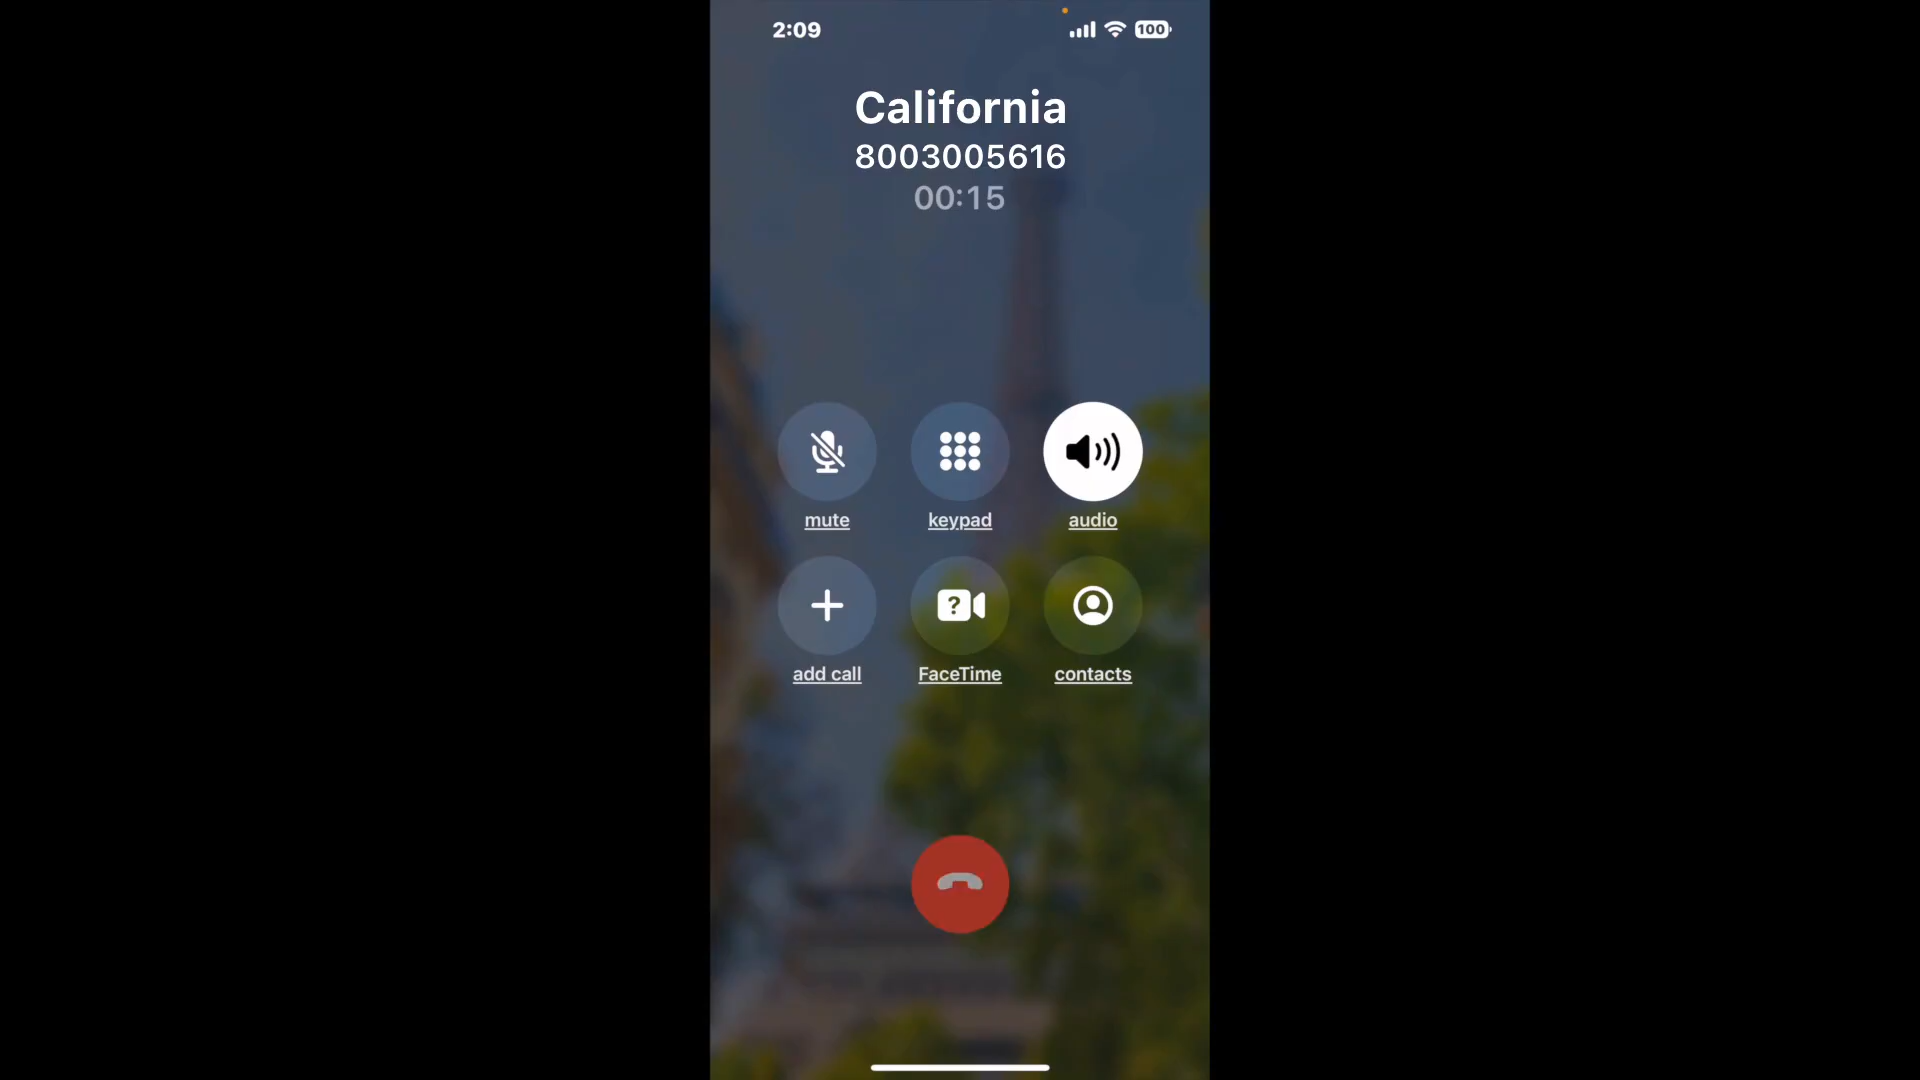 2:09
100
California
8003005616
00:15
mute
keypad
audio
?
add call
FaceTime
contacts